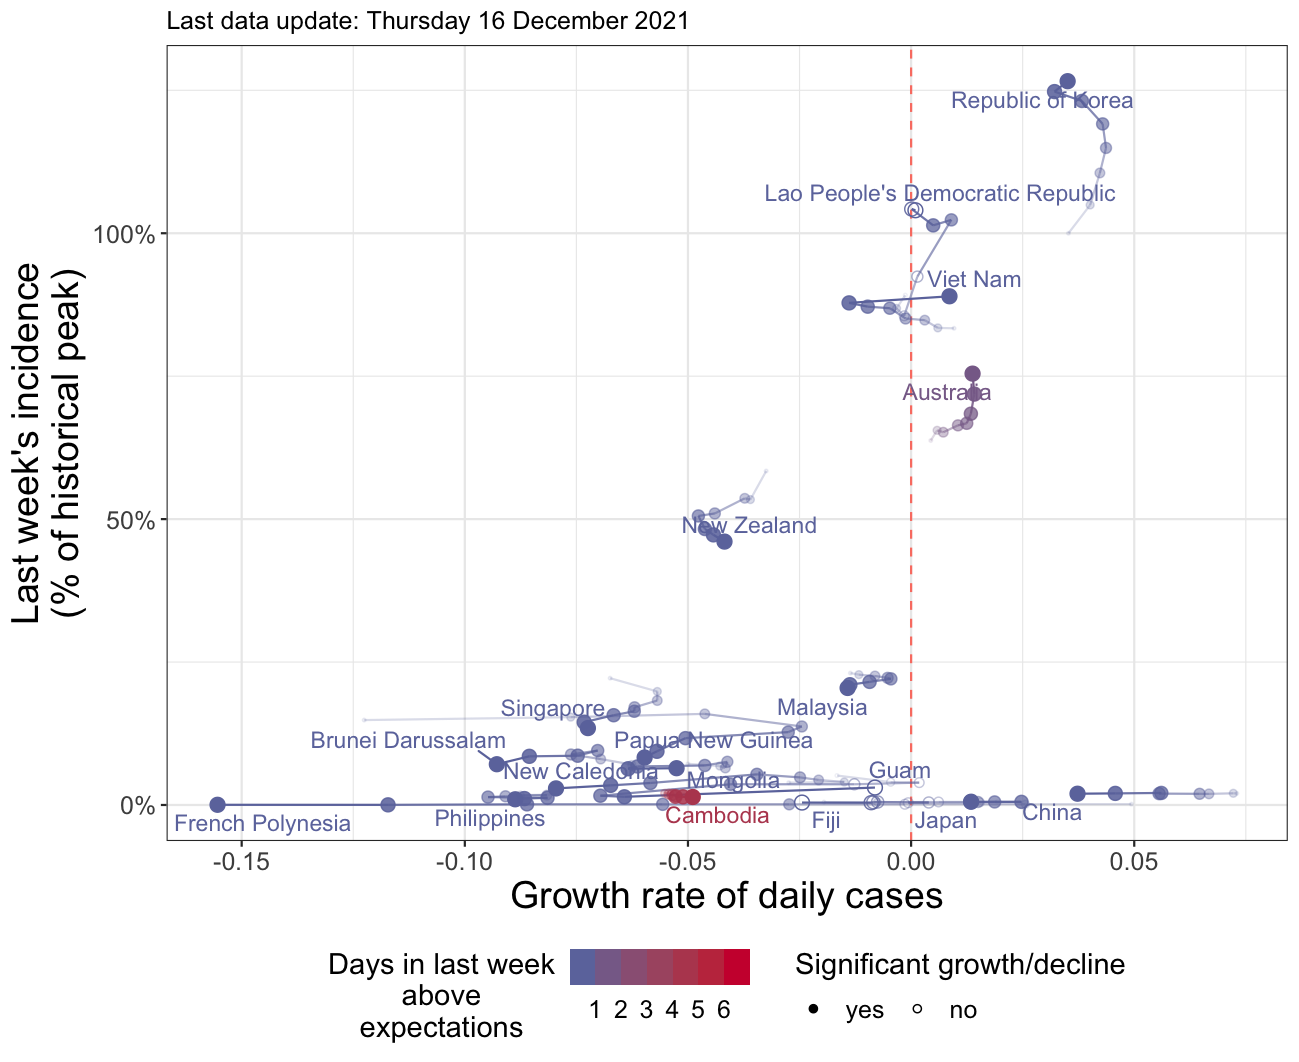 Last data update: Thursday 16 December 2021
Last week's incidence
(% of historical peak)
100%
50%
0%
Republic of Korea
Lao People's Democratic Republic
Viet Nam
Australia
New Zealand
Singapore
Malaysia
Brunei Darussalam
Papua New Guinea
New Caledonia
Mongolia
Guam
French Polynesia
Philippines
Cambodia
Fiji
Japan
China
-0.15
-0.10
-0.05
0.00
0.05
Growth rate of daily cases
Days in last week
above
expectations
1 2 3 4 5 6
Significant growth/decline
yes
no